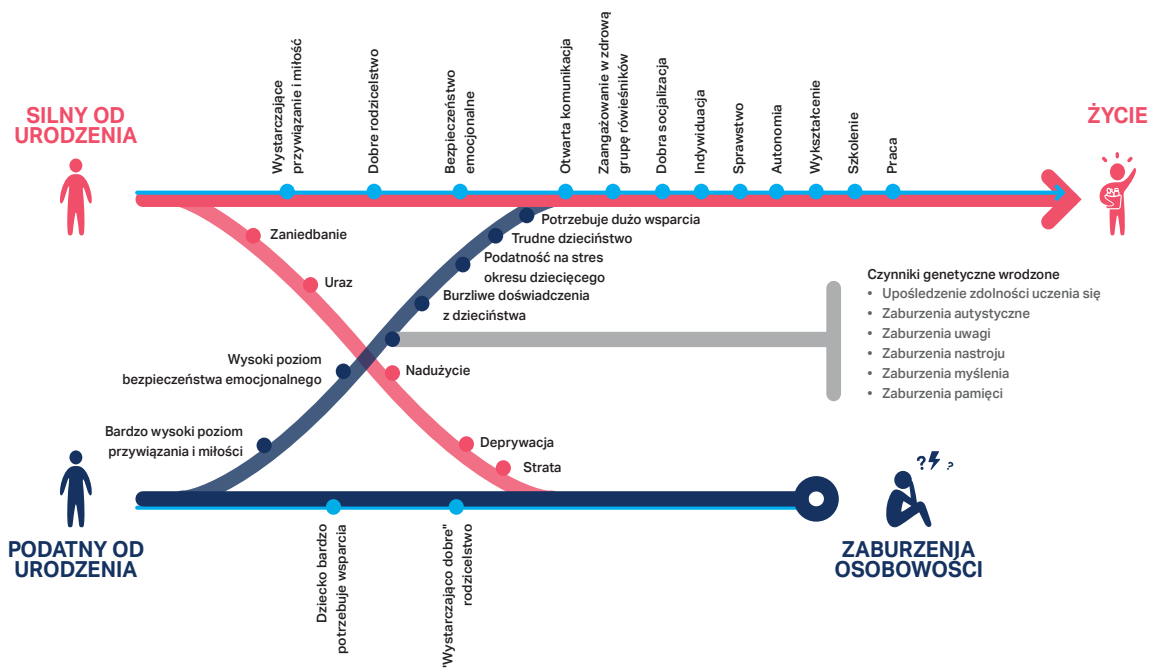 SILNY OD
URODZENIA
Wystarczające
przywiązanie i miłość
Dobre rodzicielstwo
Bezpieczeństwo
emocjonalne
Otwarta komunikacja
Zaangażowanie w zdrową
grupę rówieśników
Dobra socjalizacja
Indywiduacja
Sprawstwo
Autonomia
Wykształcenie
Szkolenie
Praca
ŻYCIE
Zaniedbanie
Uraz
Nadużycie
Deprywacja
Strata
Potrzebuje dużo wsparcia
Trudne dzieciństwo
Podatność na stres
okresu dziecięcego
Burzliwe doświadczenia
z dzieciństwa
Wysoki poziom
bezpieczeństwa emocjonalnego
Bardzo wysoki poziom
przywiązania i miłości
Czynniki genetyczne wrodzone
• Upośledzenie zdolności uczenia się
• Zaburzenia autystyczne
• Zaburzenia uwagi
• Zaburzenia nastroju
• Zaburzenia myślenia
• Zaburzenia pamięci
PODATNY OD
URODZENIA
Dziecko bardzo
potrzebuje wsparcia
"Wystarczająco dobre"
rodzicielstwo
? ?
ZABURZENIA
OSOBOWOŚCI